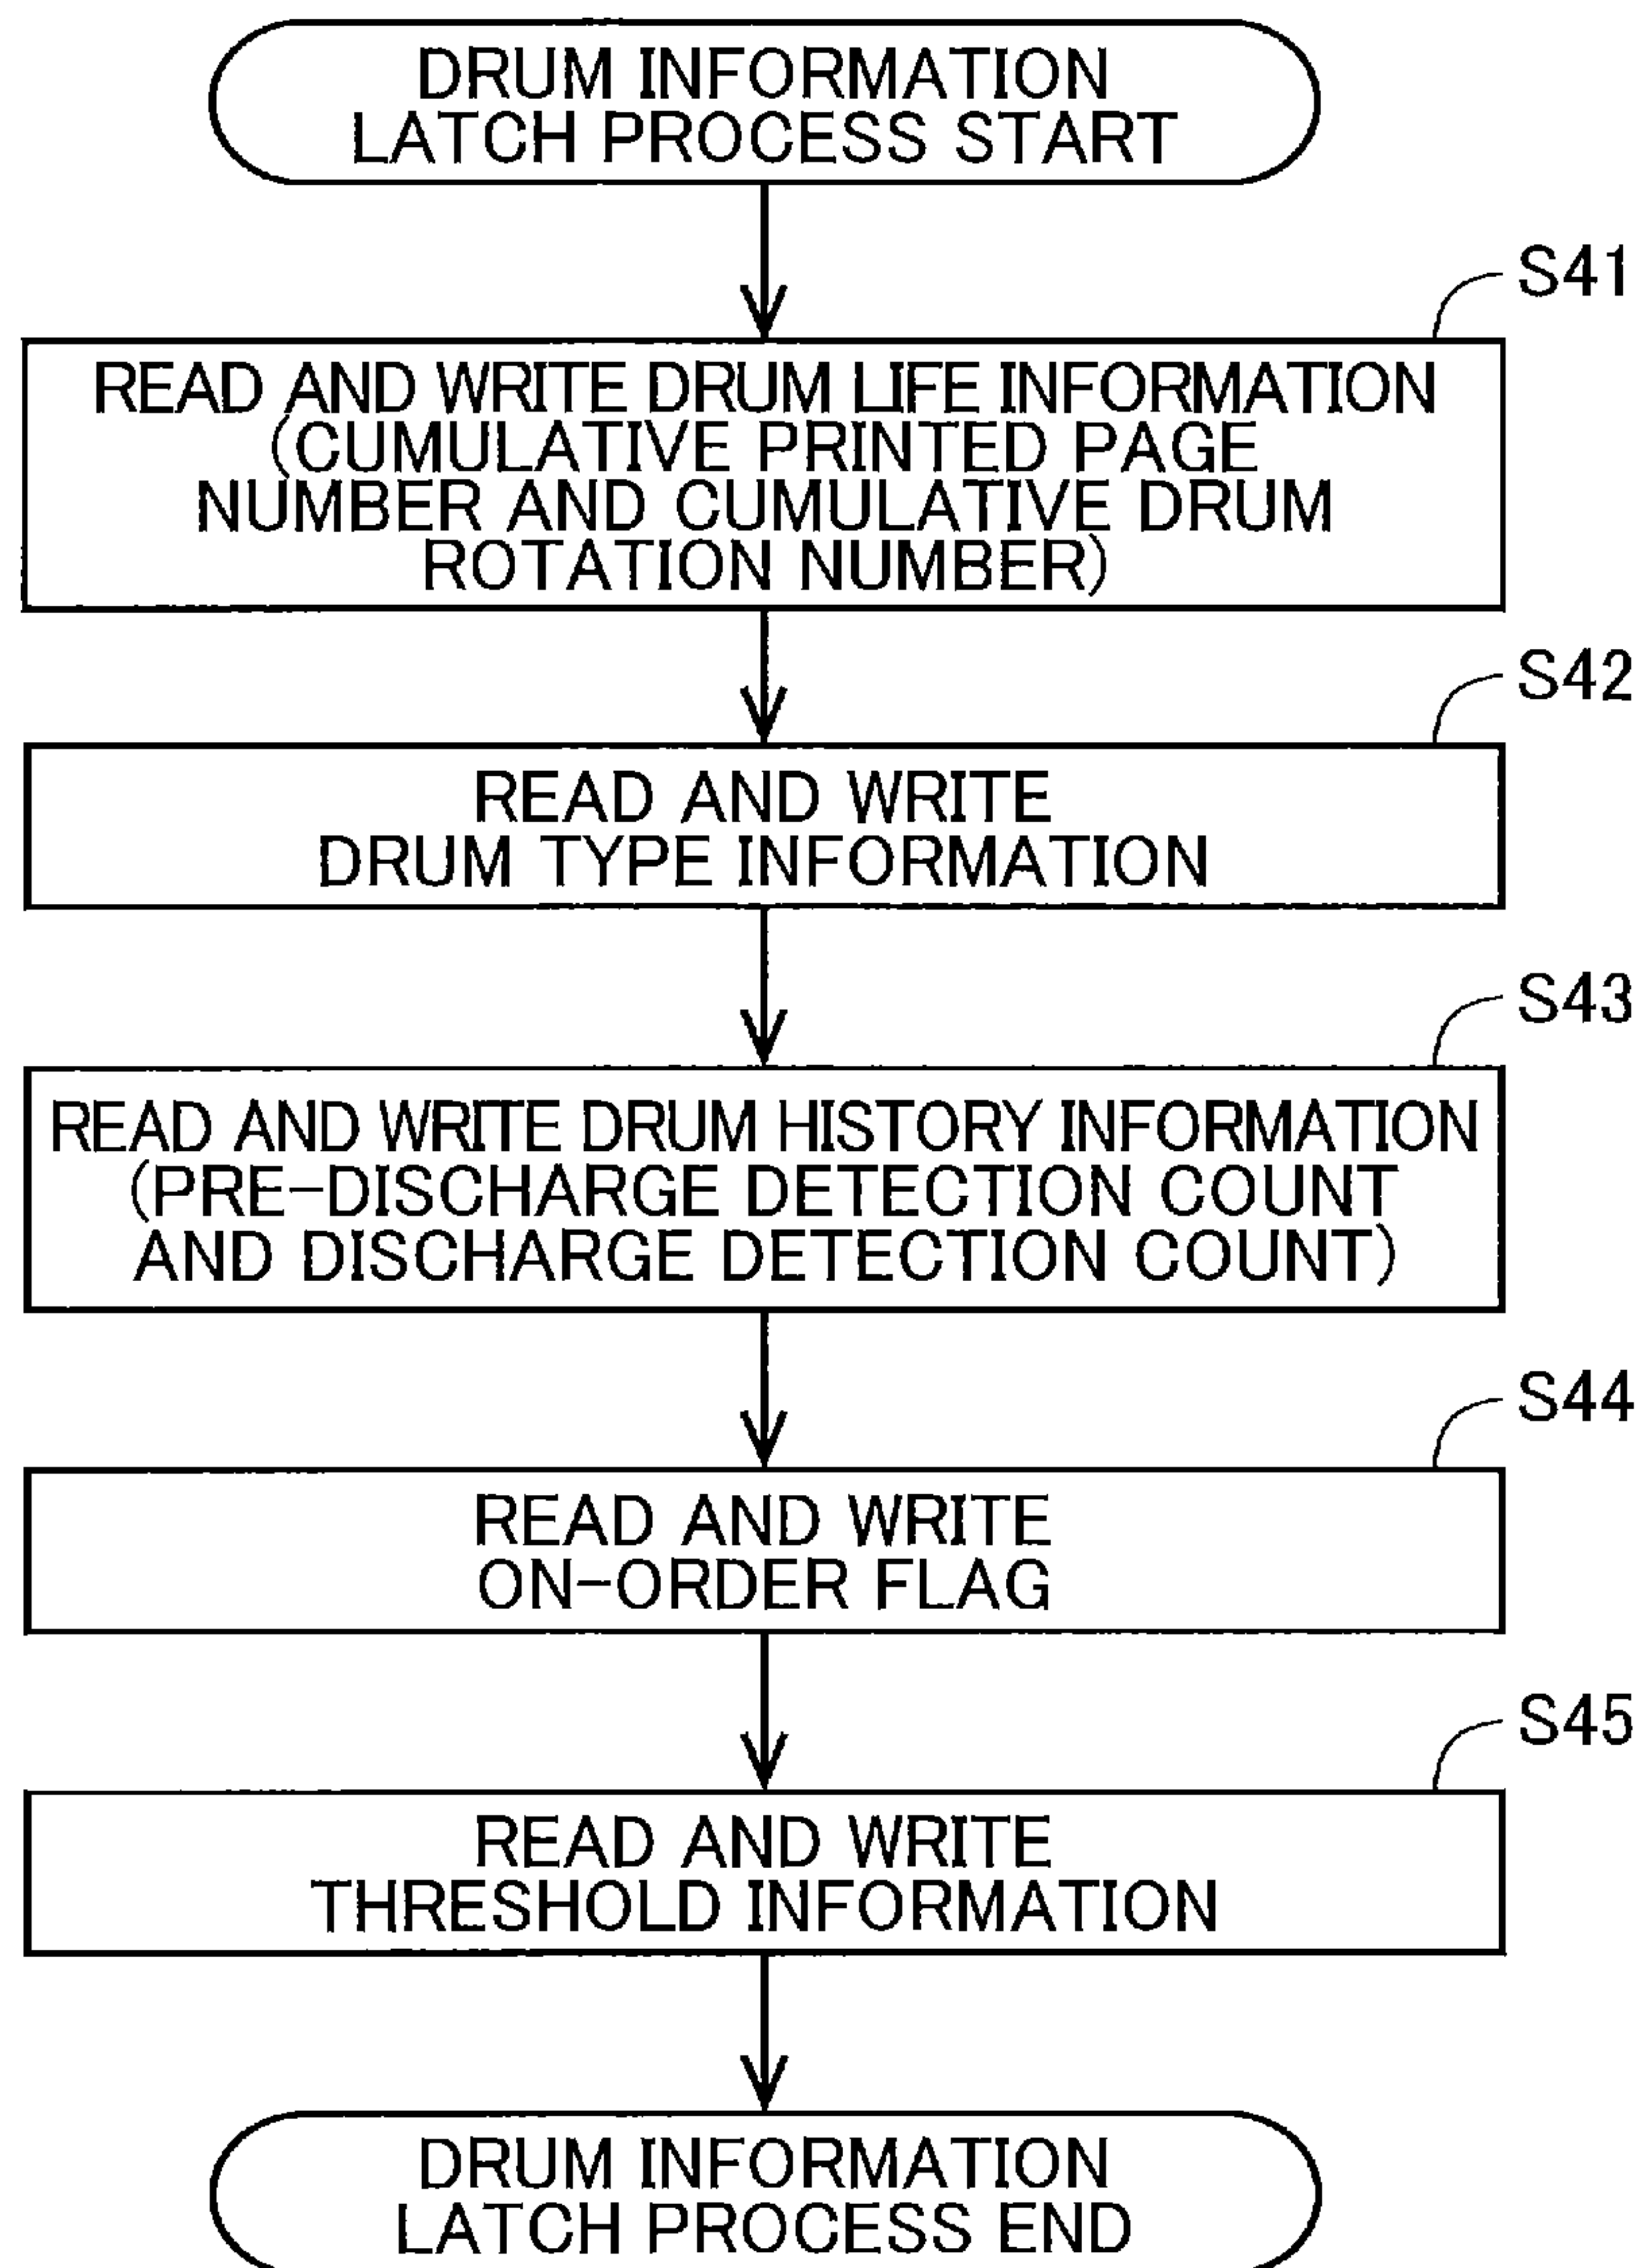 DRUM INFORMATION
LATCH PROCESS START
S41
READ AND WRITE DRUM LIFE INFORMATION
(CUMULATIVE PRINTED PAGE
NUMBER AND CUMULATIVE DRUM
ROTATION NUMBER)
S42
READ AND WRITE
DRUM TYPE INFORMATION
S43
READ AND WRITE DRUM HISTORY INFORMATION
(PRE-DISCHARGE DETECTION COUNT
AND DISCHARGE DETECTION COUNT)
S44
READ AND WRITE
ON-ORDER FLAG
S45
READ AND WRITE
THRESHOLD INFORMATION
DRUM INFORMATION
LATCH PROCESS END